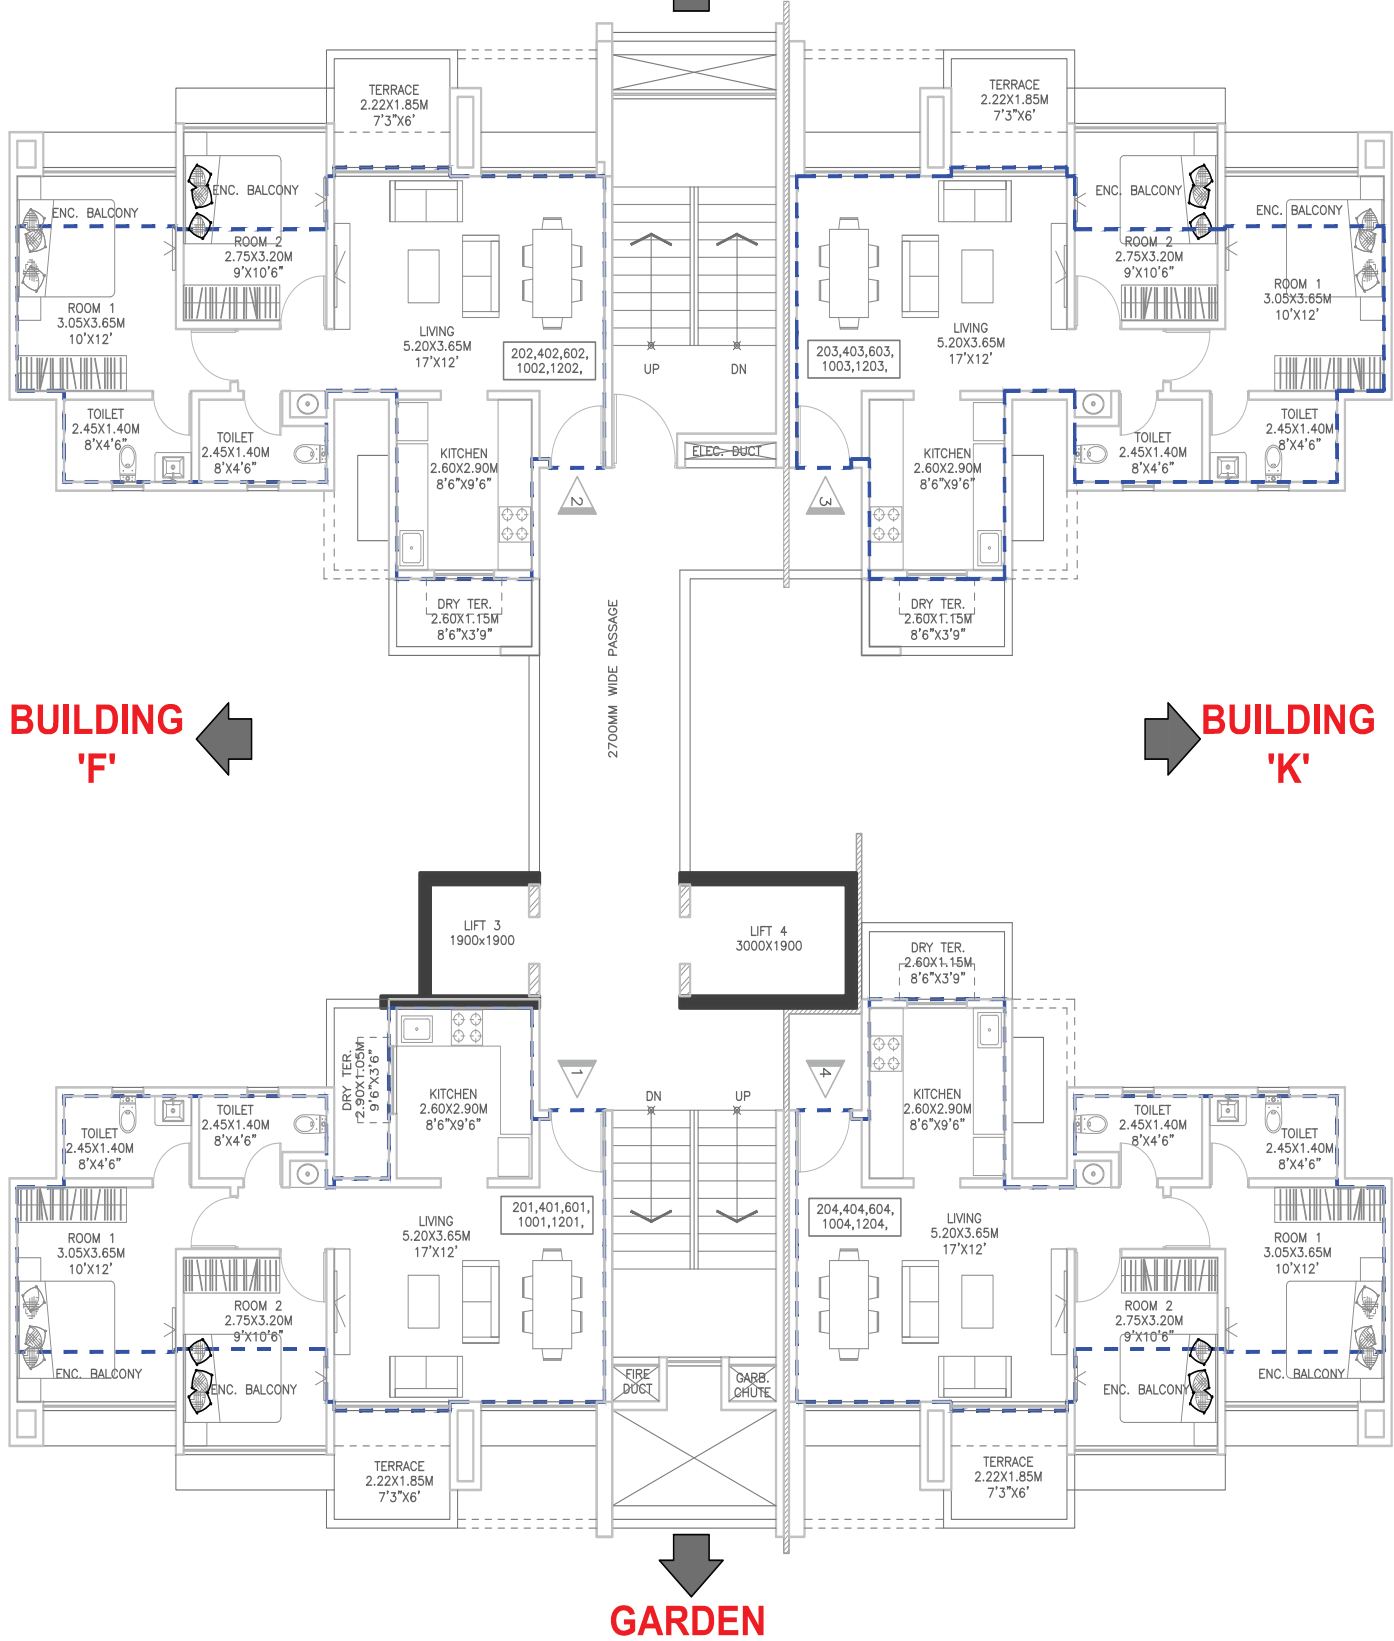 TERRACE
2.22X1.85M
7'3"X6'
TERRACE
2.22X1.85M
7'3"X6'
ENC. BALCONY
ENC. BALCONY
ROOM 2
2.75X3.20M
9'X10'6"
ROOM 1
3.05X3.65M
10'X12'
LIVING
5.20X3.65M
17'X12'
202,402,602,
1002,1202,
UP
DN
ENC. BALCONY
ENC. BALCONY
ROOM 2
2.75X3.20M
9'X10'6"
ROOM 1
3.05X3.65M
10'X12'
LIVING
5.20X3.65M
17'X12'
203,403,603,
1003,1203,
TOILET
2.45X1.40M
8'X4'6"
TOILET
2.45X1.40M
8'X4'6"
KITCHEN
2.60X2.90M
8'6"X9'6"
ELEC. DUCT
KITCHEN
2.60X2.90M
8'6"X9'6"
TOILET
2.45X1.40M
8'X4'6"
TOILET
2.45X1.40M
8'X4'6"
2
3
DRY TER.
2.60X1.15M
8'6"X3'9"
DRY TER.
2.60X1.15M
8'6"X3'9"
2700MM WIDE PASSAGE
BUILDING
'F'
BUILDING
'K'
LIFT 3
1900x1900
LIFT 4
3000X1900
DRY TER.
2.60X1.15M
8'6"X3'9"
DRY TER.
2.90X1.05M
9'6"X3'6"
KITCHEN
2.60X2.90M
8'6"X9'6"
1
4
DN
UP
KITCHEN
2.60X2.90M
8'6"X9'6"
TOILET
2.45X1.40M
8'X4'6"
TOILET
2.45X1.40M
8'X4'6"
TOILET
2.45X1.40M
8'X4'6"
TOILET
2.45X1.40M
8'X4'6"
201,401,601,
1001,1201,
204,404,604,
1004,1204,
LIVING
5.20X3.65M
17'X12'
LIVING
5.20X3.65M
17'X12'
ROOM 1
3.05X3.65M
10'X12'
ROOM 2
2.75X3.20M
9'X10'6"
ROOM 2
2.75X3.20M
9'X10'6"
ROOM 1
3.05X3.65M
10'X12'
ENC. BALCONY
ENC. BALCONY
FIRE
DUCT
GARB.
CHUTE
ENC. BALCONY
ENC. BALCONY
TERRACE
2.22X1.85M
7'3"X6'
TERRACE
2.22X1.85M
7'3"X6'
GARDEN